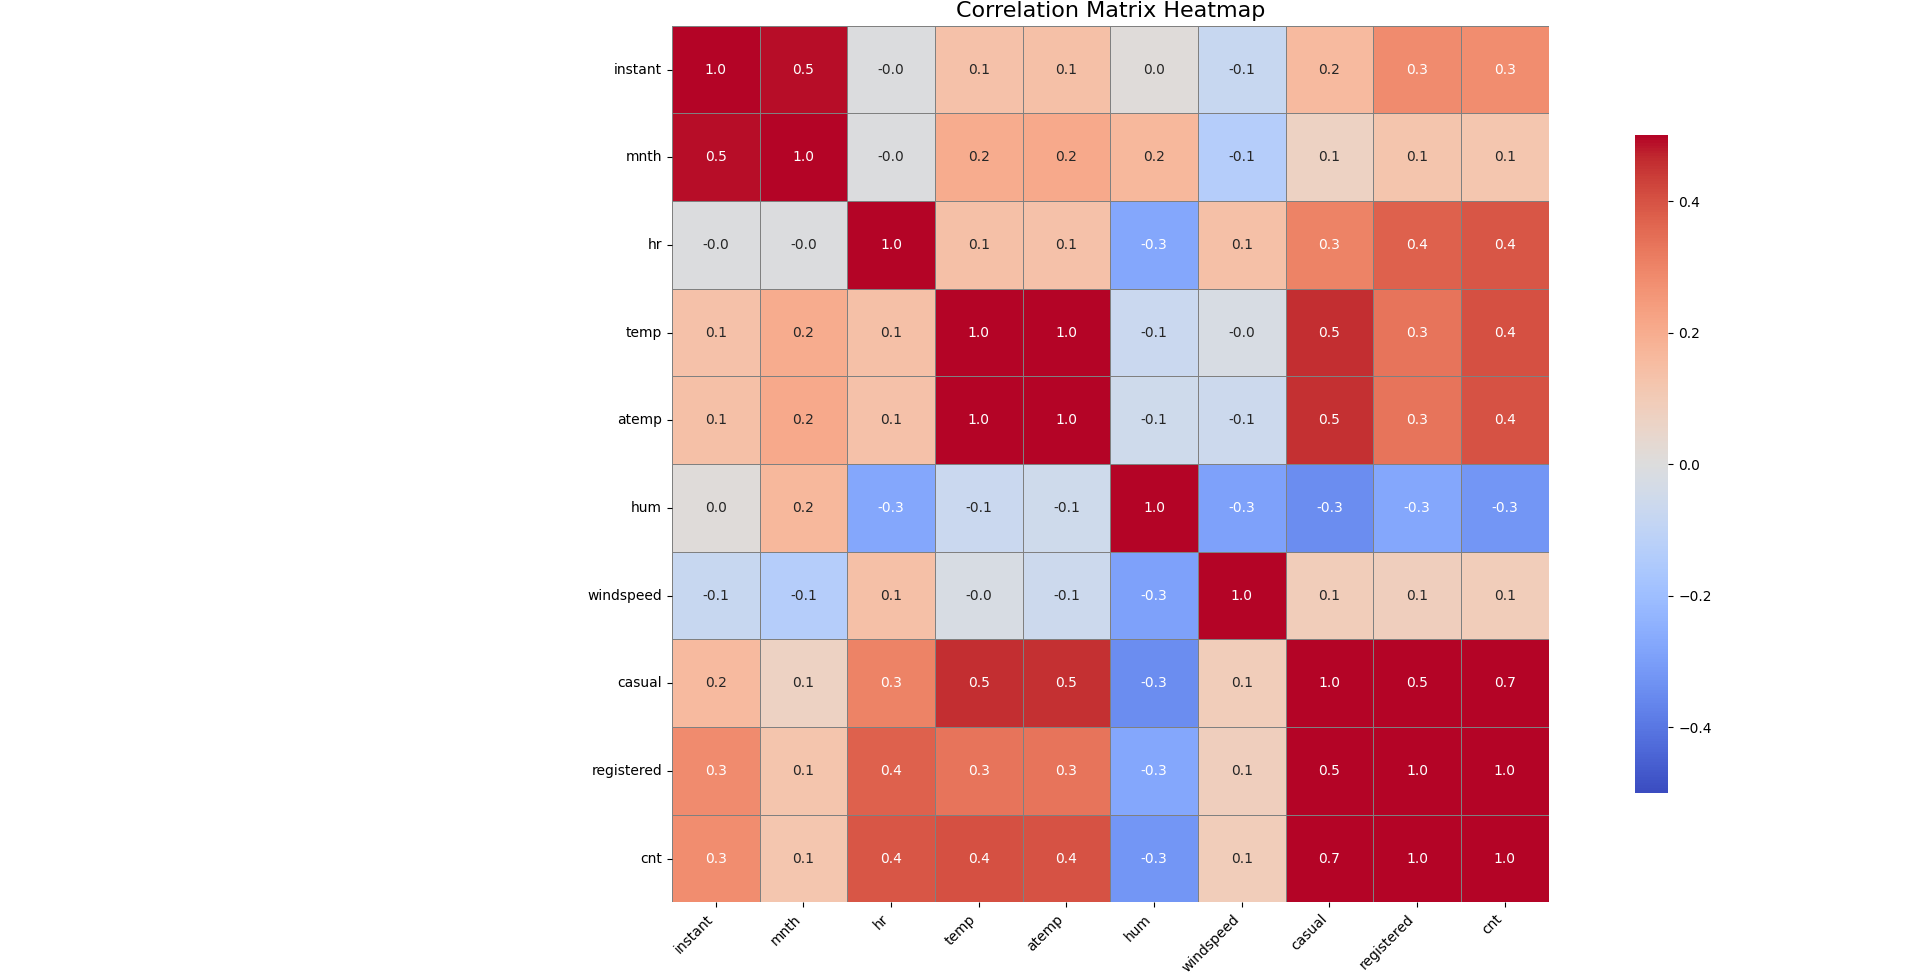 Correlation Matrix Heatmap
instant 1.0 0.5 -0.0 0.1 0.1 0.0 -0.1 0.2 0.3 0.3
mnth 0.5 1.0 -0.0 0.2 0.2 0.2 -0.1 0.1 0.1 0.1
hr -0.0 -0.0 1.0 0.1 0.1 -0.3 0.1 0.3 0.4 0.4
temp 0.1 0.2 0.1 1.0 1.0 -0.1 -0.0 0.5 0.3 0.4
atemp 0.1 0.2 0.1 1.0 1.0 -0.1 -0.1 0.5 0.3 0.4
hum 0.0 0.2 -0.3 -0.1 -0.1 1.0 -0.3 -0.3 -0.3 -0.3
windspeed -0.1 -0.1 0.1 -0.0 -0.1 -0.3 1.0 0.1 0.1 0.1
casual 0.2 0.1 0.3 0.5 0.5 -0.3 0.1 1.0 0.5 0.7
registered 0.3 0.1 0.4 0.3 0.3 -0.3 0.1 0.5 1.0 1.0
cnt 0.3 0.1 0.4 0.4 0.4 -0.3 0.1 0.7 1.0 1.0
instant mnth hr temp atemp hum windspeed casual registered cnt
0.4
0.2
0.0
−0.2
−0.4